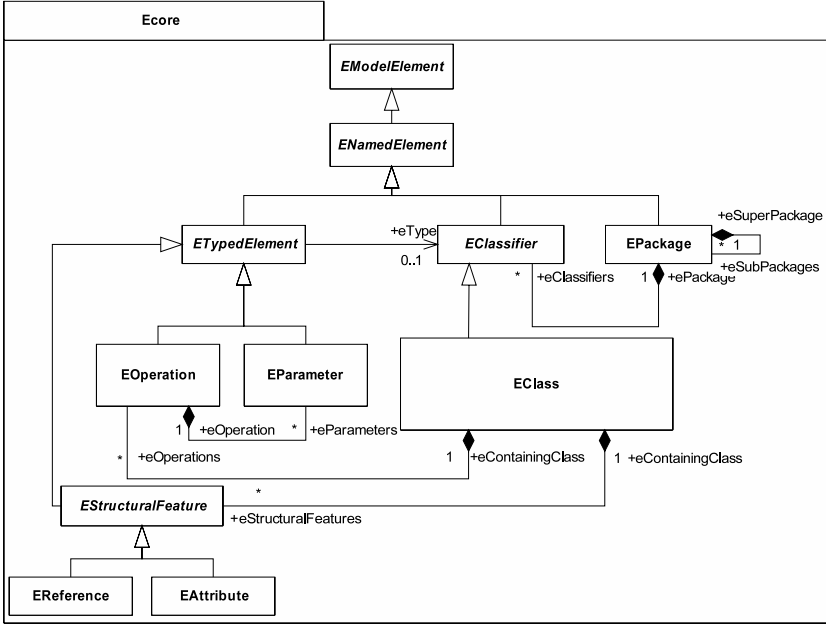 Ecore
EModelElement
ENamedElement
+eSuperPackage
+eType
ETypedElement
EClassifier
EPackage
* 1
0..1
* +eClassifiers
1 +ePackage
+eSubPackages
EOperation
EParameter
EClass
1 +eOperation
* +eParameters
* +eOperations
1 +eContainingClass
1 +eContainingClass
*
EStructuralFeature
+eStructuralFeatures
EReference
EAttribute